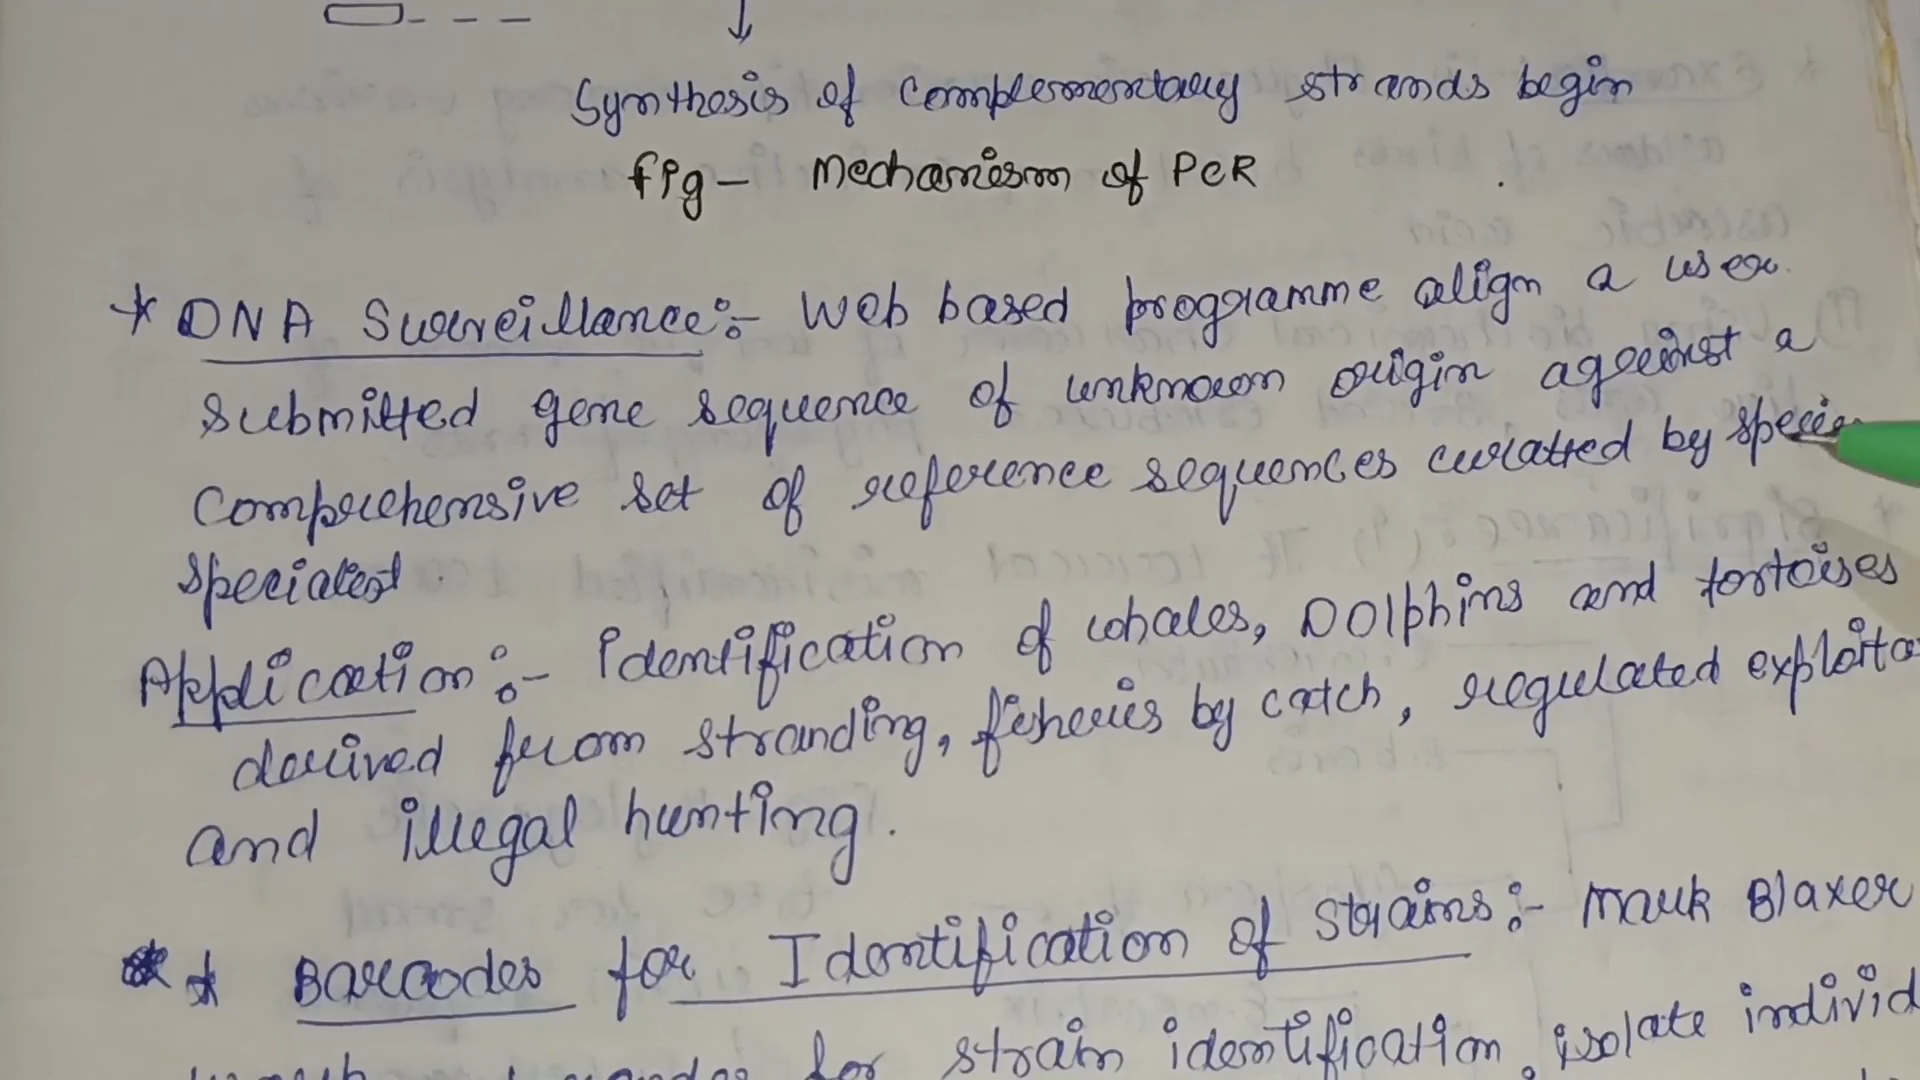 Synthesis of complementary strands begin
fig - Mechanism of PCR
* DNA Surveillance :- Web based programme align a user
submitted gene sequence of unknown origin against a
comprehensive set of reference sequences curated by
specialist.
Application :- identification of whales, Dolphins and tortoises
derived from stranding, fisheries by catch, regulated
and illegal hunting.
* Barcodes for Identification of Strains :- Mark Blaxer
for strain identification, isolate